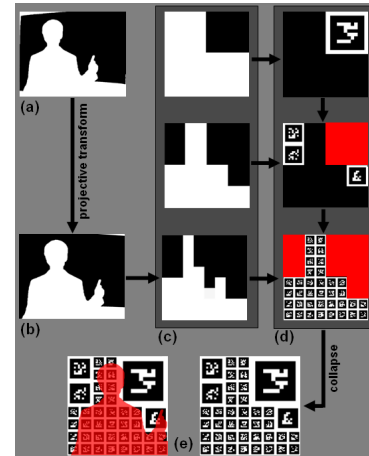 (a)
projective transform
(b)
(c)
(d)
collapse
(e)